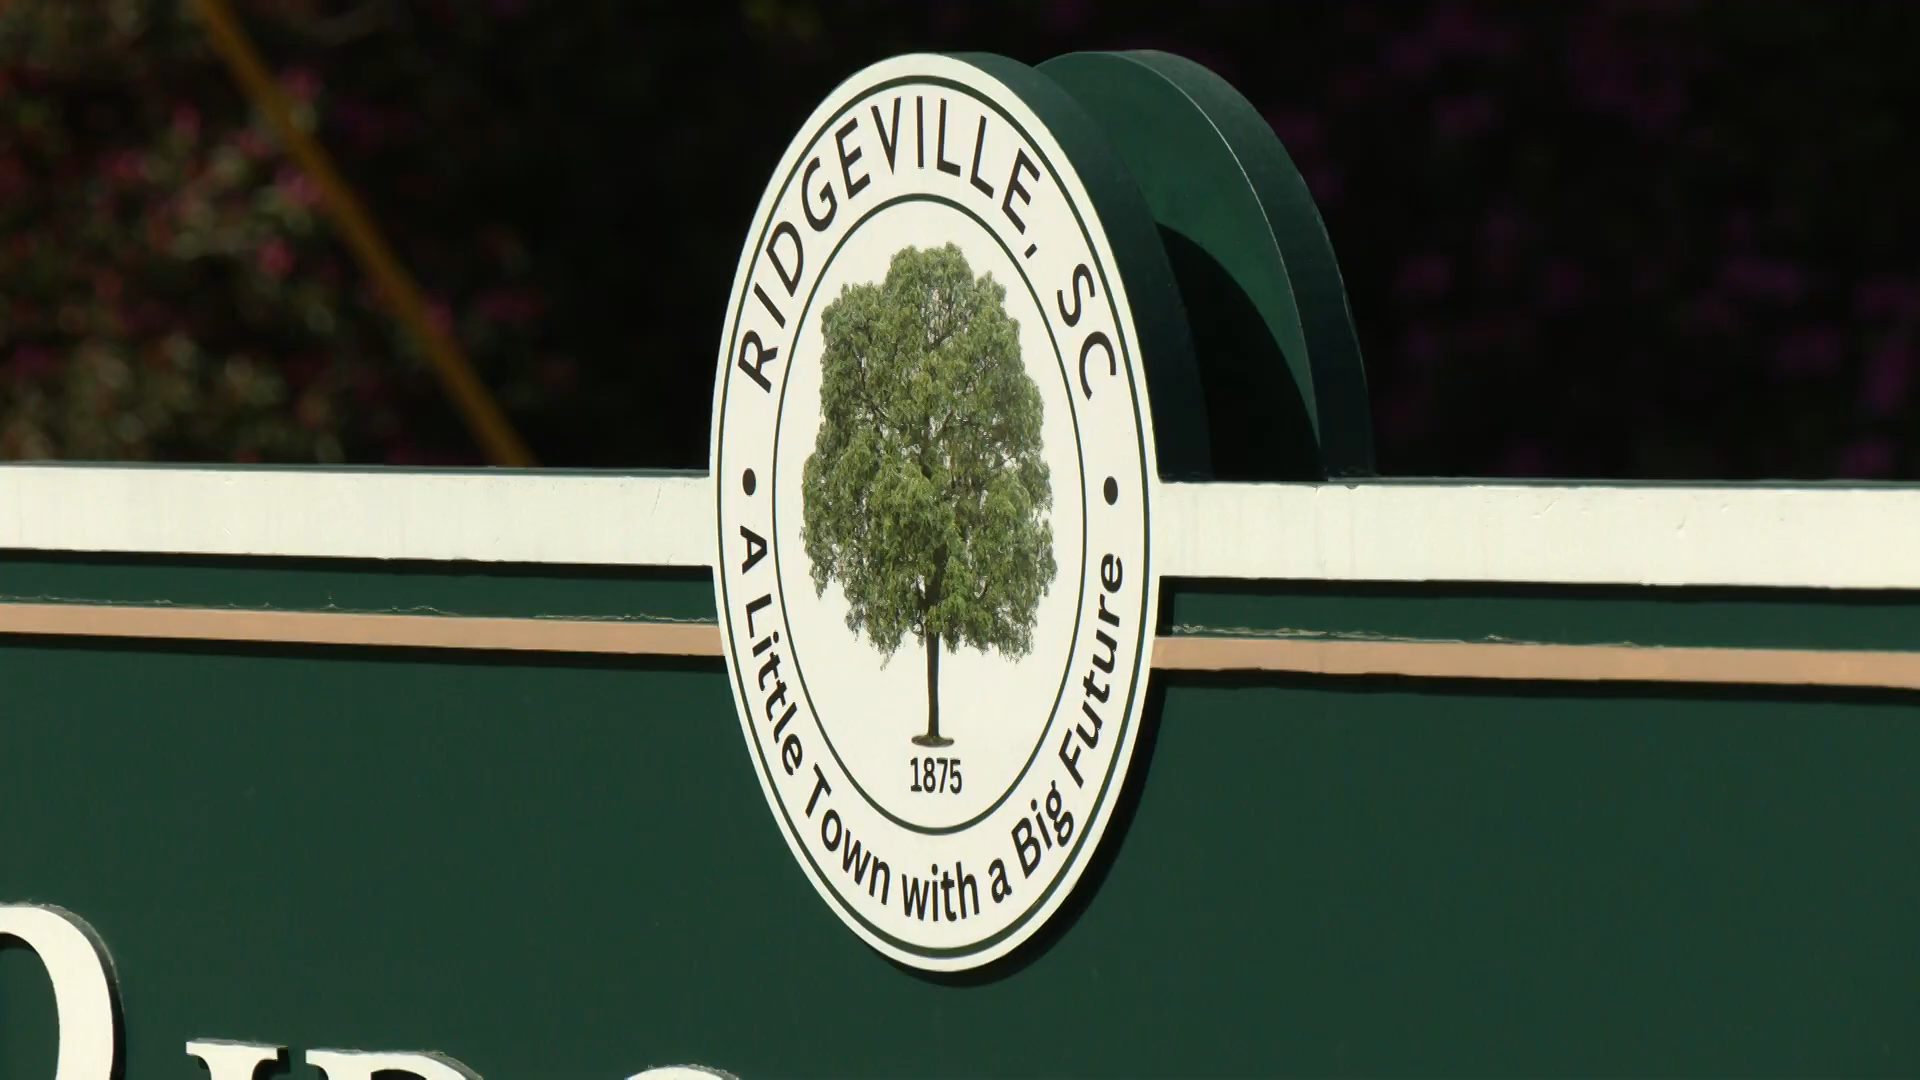 RIDGEVILLE, SC
1875
• A Little Town with a Big Future •